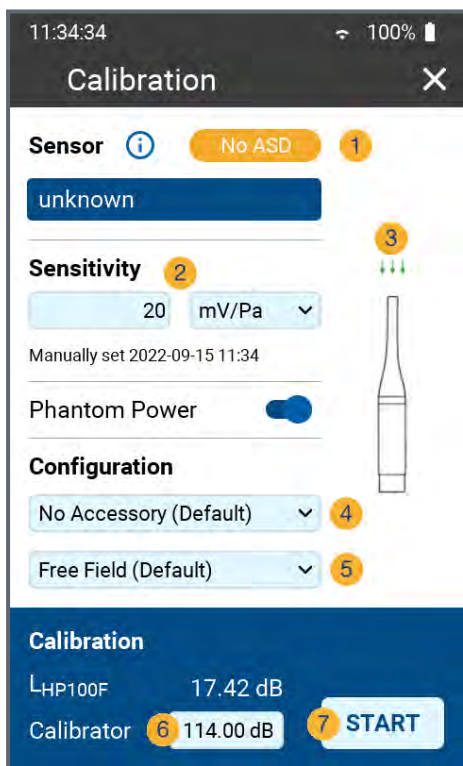 11:34:34 100%
Calibration
Sensor i No ASD 1
unknown
3
Sensitivity 2
20 mV/Pa
Manually set 2022-09-15 11:34
Phantom Power
Configuration
No Accessory (Default) 4
Free Field (Default) 5
Calibration
LHP100F 17.42 dB
Calibrator 6 114.00 dB 7 START